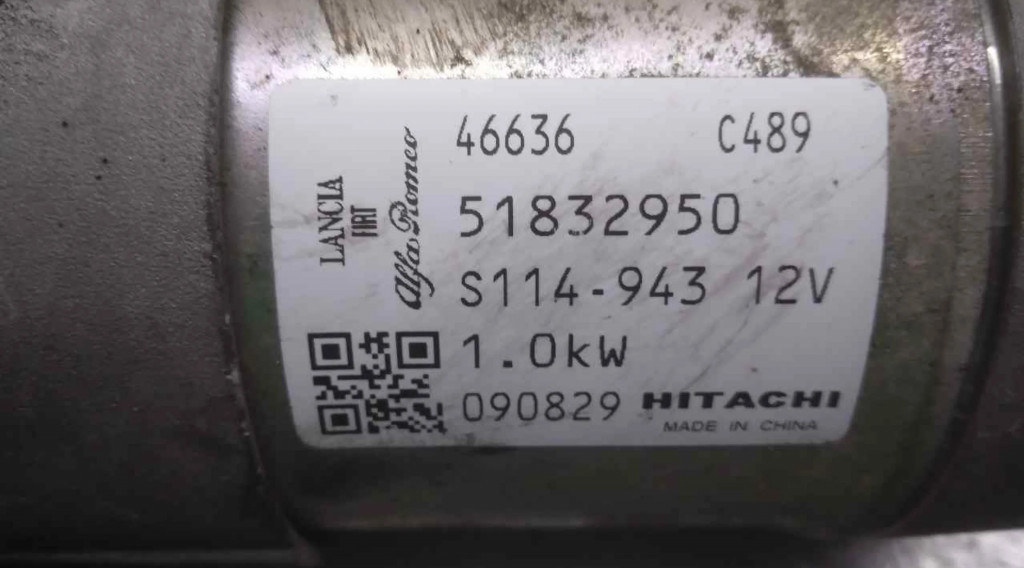 46636 C489
LANCIA
FIAT
Alfa Romeo
51832950
S114-943 12V
1.0kW
090829 HITACHI
MADE IN CHINA